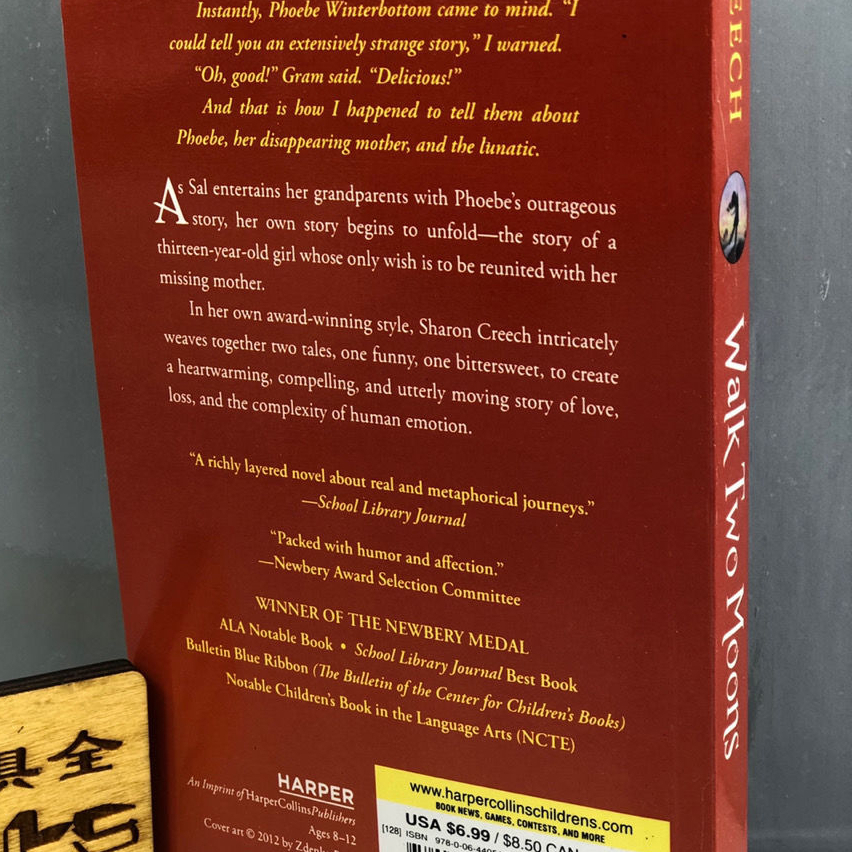 Instantly, Phoebe Winterbottom came to mind. “I
could tell you an extensively strange story,” I warned.
“Oh, good!” Gram said. “Delicious!”
And that is how I happened to tell them about
Phoebe, her disappearing mother, and the lunatic.
As Sal entertains her grandparents with Phoebe’s outrageous
story, her own story begins to unfold—the story of a
thirteen-year-old girl whose only wish is to be reunited with her
missing mother.
In her own award-winning style, Sharon Creech intricately
weaves together two tales, one funny, one bittersweet, to create
a heartwarming, compelling, and utterly moving story of love,
loss, and the complexity of human emotion.
“A richly layered novel about real and metaphorical journeys.”
—School Library Journal
“Packed with humor and affection.”
—Newbery Award Selection Committee
WINNER OF THE NEWBERY MEDAL
ALA Notable Book • School Library Journal Best Book
Bulletin Blue Ribbon (The Bulletin of the Center for Children’s Books)
Notable Children’s Book in the Language Arts (NCTE)
HARPER
An Imprint of HarperCollinsPublishers
Ages 8–12
Cover art © 2012 by
www.harpercollinschildrens.com
BOOK NEWS, GAMES, CONTESTS, AND MORE
USA $6.99 / $8.50 CAN
[128] ISBN 978-0-06-440
EECH
Walk Two Moons
具全